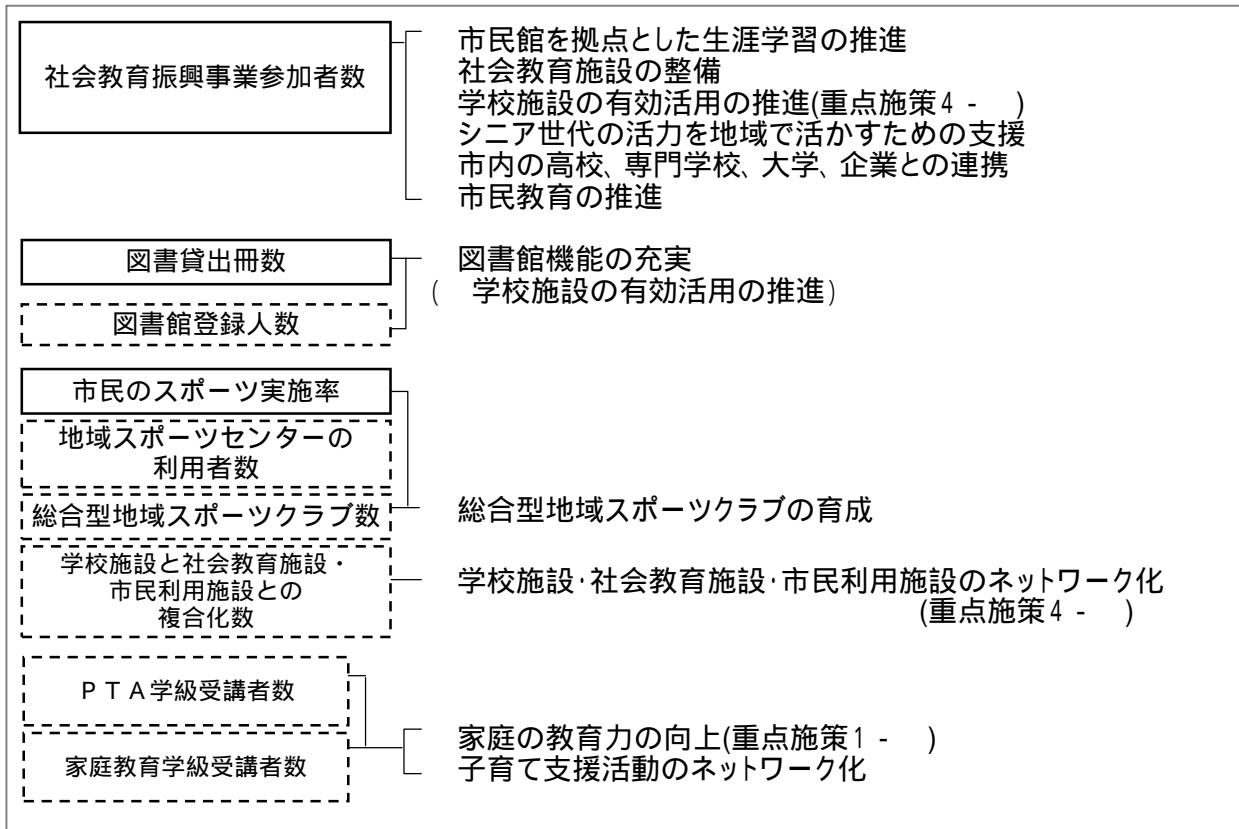 社会教育振興事業参加者数
市民館を拠点とした生涯学習の推進
社会教育施設の整備
学校施設の有効活用の推進(重点施策4 - )
シニア世代の活力を地域で活かすための支援
市内の高校、専門学校、大学、企業との連携
市民教育の推進
図書貸出冊数
図書館登録人数
図書館機能の充実
( 学校施設の有効活用の推進)
市民のスポーツ実施率
地域スポーツセンターの
利用者数
総合型地域スポーツクラブ数
総合型地域スポーツクラブの育成
学校施設と社会教育施設・
市民利用施設との
複合化数
学校施設・社会教育施設・市民利用施設のネットワーク化
(重点施策4 - )
PTA学級受講者数
家庭教育学級受講者数
家庭の教育力の向上(重点施策1 - )
子育て支援活動のネットワーク化